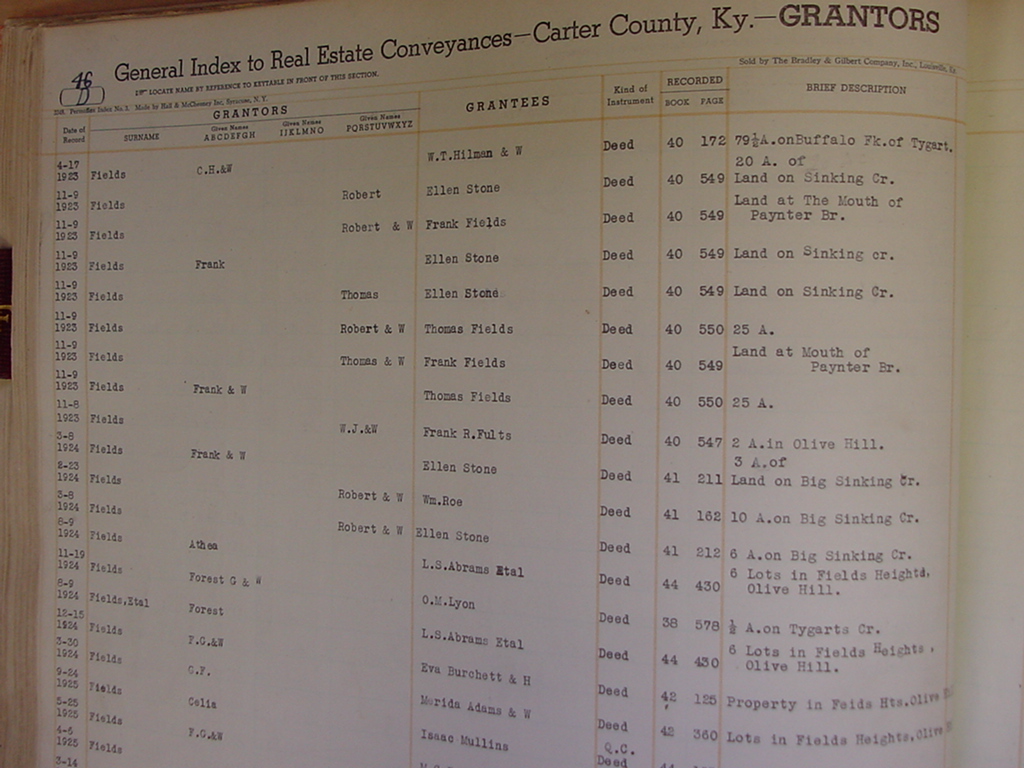 46
D
General Index to Real Estate Conveyances—Carter County, Ky.—GRANTORS
LOCATE NAME BY REFERENCE TO KEYTABLE IN FRONT OF THIS SECTION.
Sold by The Bradley & Gilbert Company, Inc., Louisville, Ky.
Made by Hall & McChesney Inc. Syracuse, N. Y.
GRANTORS GRANTEES Kind of Instrument RECORDED BRIEF DESCRIPTION
Date of Record SURNAME Given Names ABCDEFGH Given Names IJKLMNO Given Names PQRSTUVWXYZ BOOK PAGE
4-17
1923 Fields C.H.&W W.T.Hilman & W Deed 40 172 79½A.onBuffalo Fk.of Tygart.
20 A. of
11-9
1923 Fields Robert Ellen Stone Deed 40 549 Land on Sinking Cr.
Land at The Mouth of
11-9
1923 Fields Robert & W Frank Fields Deed 40 549 Paynter Br.
11-9
1923 Fields Frank Ellen Stone Deed 40 549 Land on Sinking cr.
11-9
1923 Fields Thomas Ellen Stone Deed 40 549 Land on Sinking Cr.
11-9
1923 Fields Robert & W Thomas Fields Deed 40 550 25 A.
Land at Mouth of
11-9
1923 Fields Thomas & W Frank Fields Deed 40 549 Paynter Br.
11-9
1923 Fields Frank & W Thomas Fields Deed 40 550 25 A.
11-8
1923 Fields W.J.&W Frank R.Fults Deed 40 547 2 A.in Olive Hill.
3 A.of
3-8
1924 Fields Frank & W Ellen Stone Deed 41 211 Land on Big Sinking Cr.
2-23
1924 Fields Robert & W Wm.Roe Deed 41 162 10 A.on Big Sinking Cr.
3-8
1924 Fields Robert & W Ellen Stone Deed 41 212 6 A.on Big Sinking Cr.
6 Lots in Fields Heightd,
8-9
1924 Fields Athea L.S.Abrams Etal Deed 44 430 Olive Hill.
11-19
1924 Fields Forest G & W O.M.Lyon Deed 38 578 ½ A.on Tygarts Cr.
6 Lots in Fields Heights,
8-9
1924 Fields,Etal Forest L.S.Abrams Etal Deed 44 430 Olive Hill.
12-15
1924 Fields F.G.&W Eva Burchett & H Deed 42 125 Property in Feids Hts.Olive
3-30
1924 Fields G.F. Merida Adams & W Deed 42 360 Lots in Fields Heights,Olive
9-24
1925 Fields Celia Isaac Mullins Q.C.
Deed
5-25
1925 Fields F.G.&W
4-6
1925 Fields
3-14